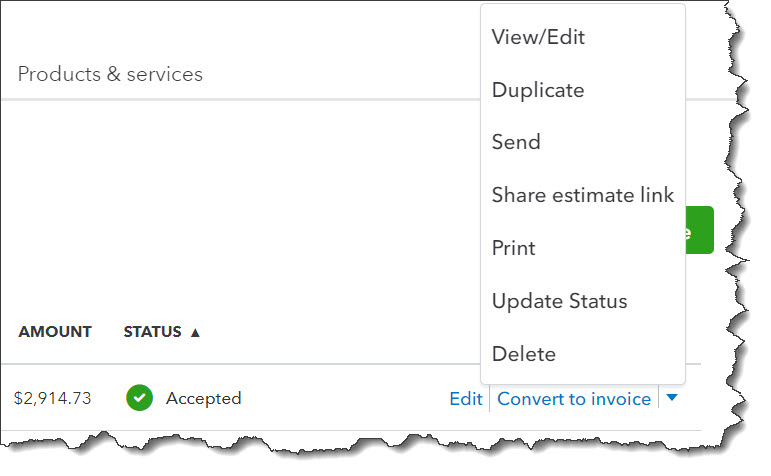 View/Edit
Products & services
Duplicate
Send
Share estimate link
Print
Update Status
AMOUNT STATUS ▲
Delete
$2,914.73 Accepted Edit Convert to invoice